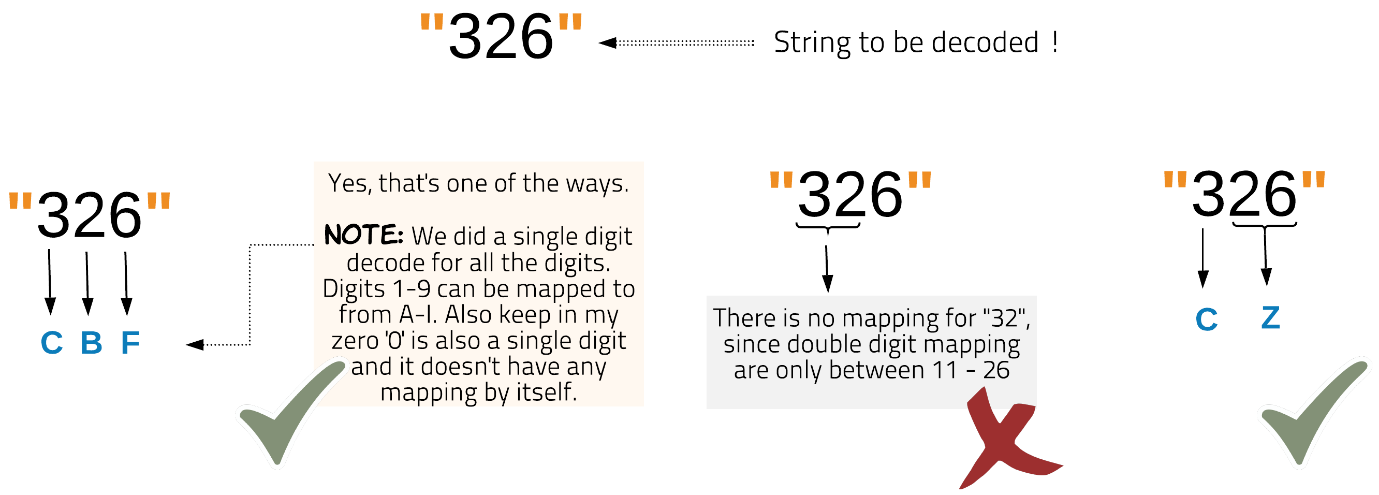 "326"
String to be decoded !
"326"
C B F
Yes, that's one of the ways.
NOTE: We did a single digit
decode for all the digits.
Digits 1-9 can be mapped to
from A-I. Also keep in my
zero '0' is also a single digit
and it doesn't have any
mapping by itself.
"326"
There is no mapping for "32",
since double digit mapping
are only between 11 - 26
"326"
C Z